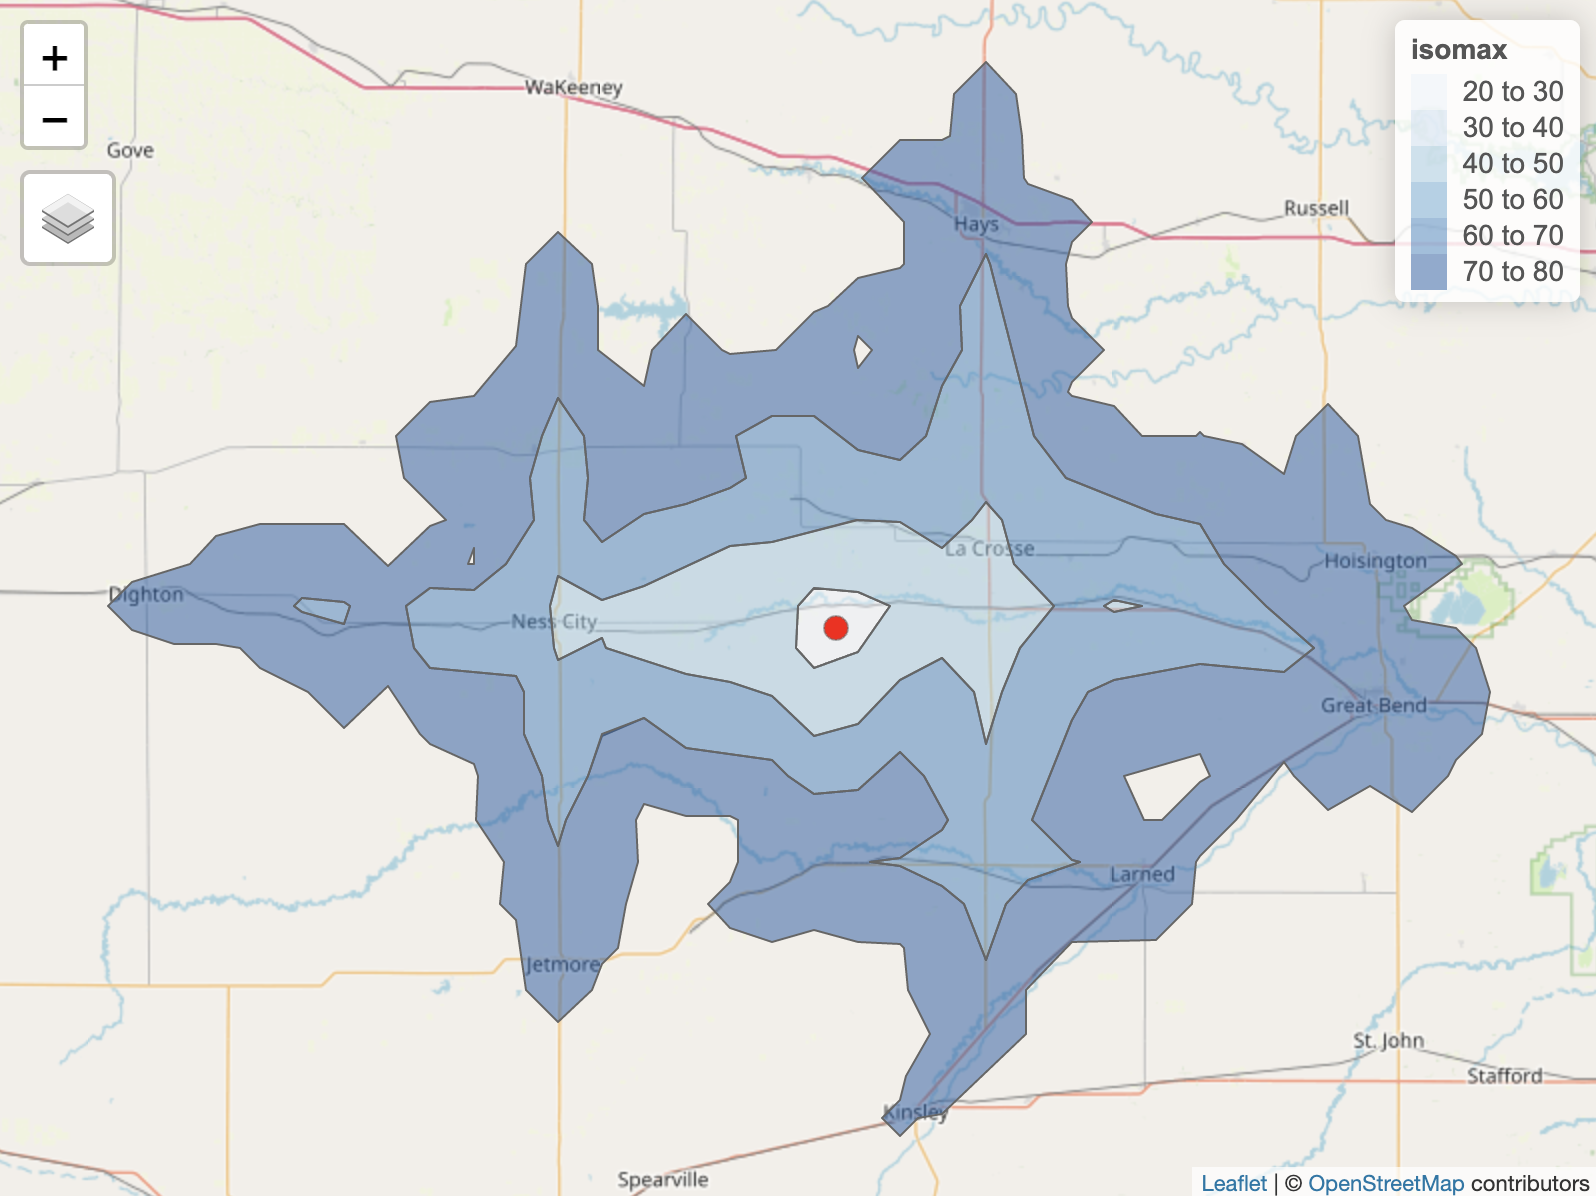 +
−
WaKeeney
Gove
isomax
20 to 30
30 to 40
40 to 50
50 to 60
60 to 70
70 to 80
Hays
Russell
La Crosse
Hoisington
Dighton
Ness City
Great Bend
Larned
Jetmore
St. John
Stafford
Kinsley
Spearville
Leaflet | © OpenStreetMap contributors